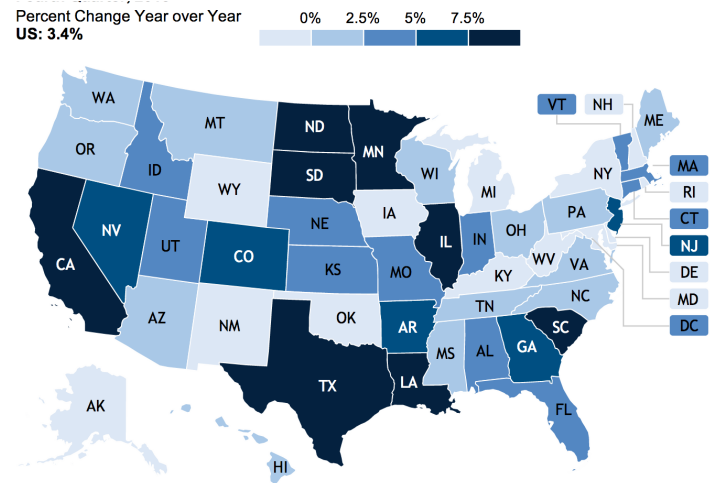 Percent Change Year over Year
US: 3.4%
0% 2.5% 5% 7.5%
WA
MT
ND
MN
VT NH
ME
OR
ID
SD
WI
MA
WY
MI
NY
RI
NV
NE
IA
PA
CT
UT
CO
IL
IN
OH
NJ
CA
KS
MO
WV
VA
DE
KY
MD
AZ
NM
OK
AR
TN
NC
DC
MS
AL
GA
SC
TX
LA
AK
FL
HI